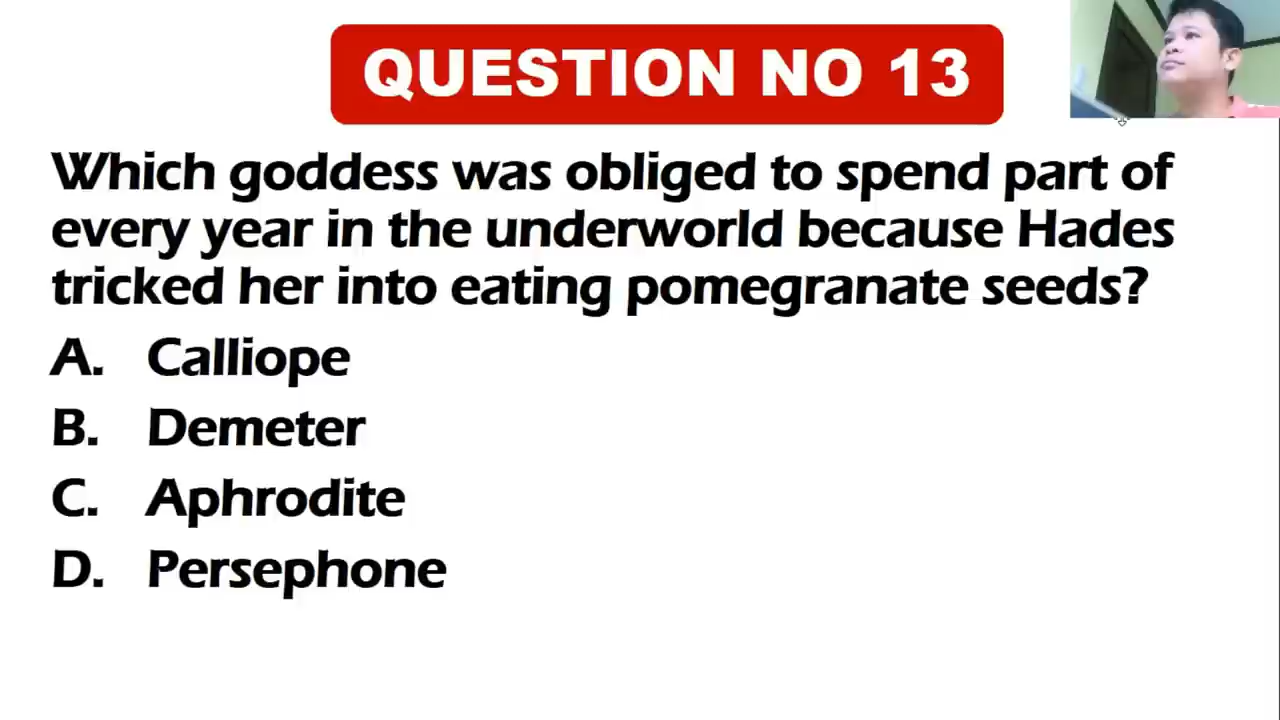 QUESTION NO 13
Which goddess was obliged to spend part of
every year in the underworld because Hades
tricked her into eating pomegranate seeds?
A. Calliope
B. Demeter
C. Aphrodite
D. Persephone